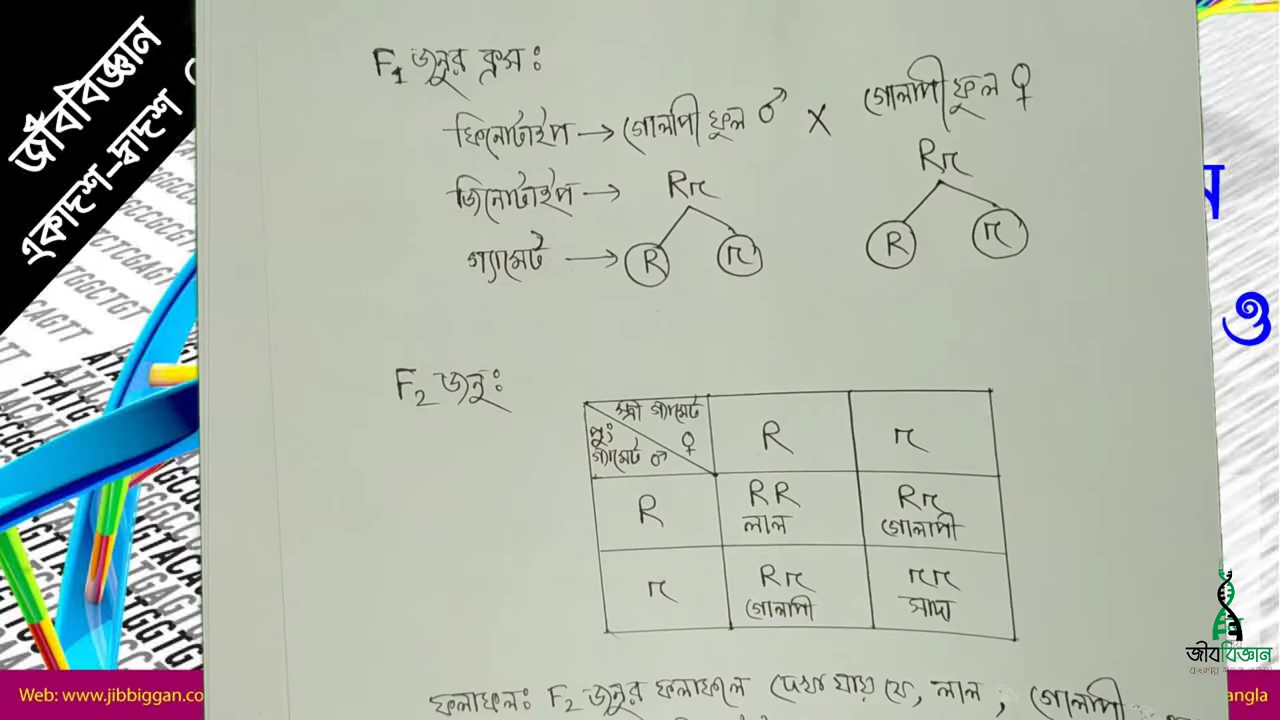 জীববিজ্ঞান
একাদশ-দ্বাদশ
F₁ জনুর ক্রস ঃ
ফিনোটাইপ → গোলাপী ফুল ♂ X গোলাপী ফুল ♀
জিনোটাইপ → Rr Rr
গ্যামেট → R r R r
F₂ জনু ঃ
স্ত্রী গ্যামেট ♀
পুং গ্যামেট ♂
R r
R RR Rr
লাল গোলাপী
r Rr rr
গোলাপী সাদা
ফলাফলঃ F₂ জনুর ফলাফলে দেখা যায় যে, লাল, গোলাপী
ও
জীববিজ্ঞান
Web: www.jibbiggan.co
angla